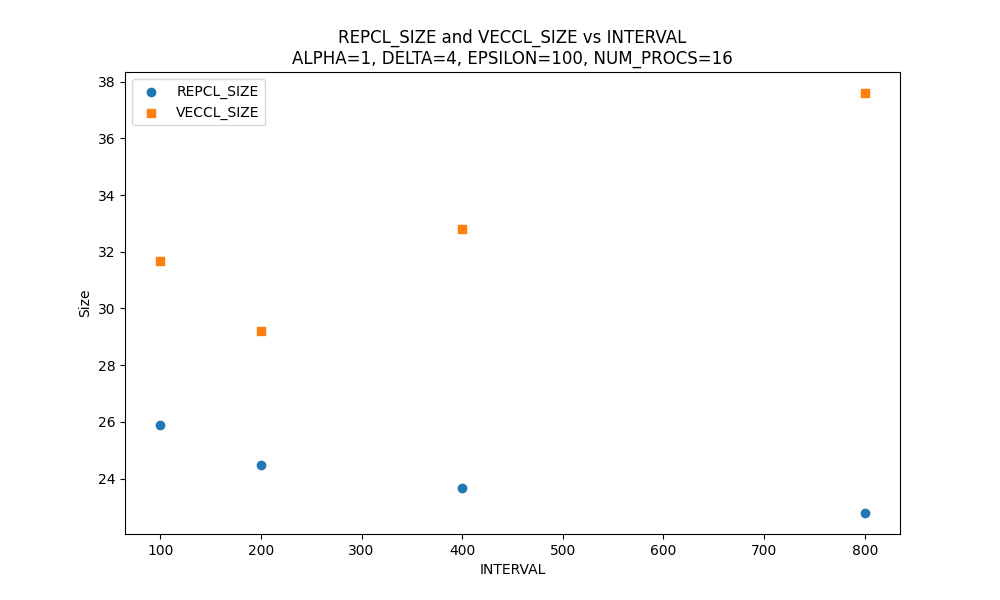 REPCL_SIZE and VECCL_SIZE vs INTERVAL
ALPHA=1, DELTA=4, EPSILON=100, NUM_PROCS=16
REPCL_SIZE
VECCL_SIZE
Size
38
36
34
32
30
28
26
24
100 200 300 400 500 600 700 800
INTERVAL